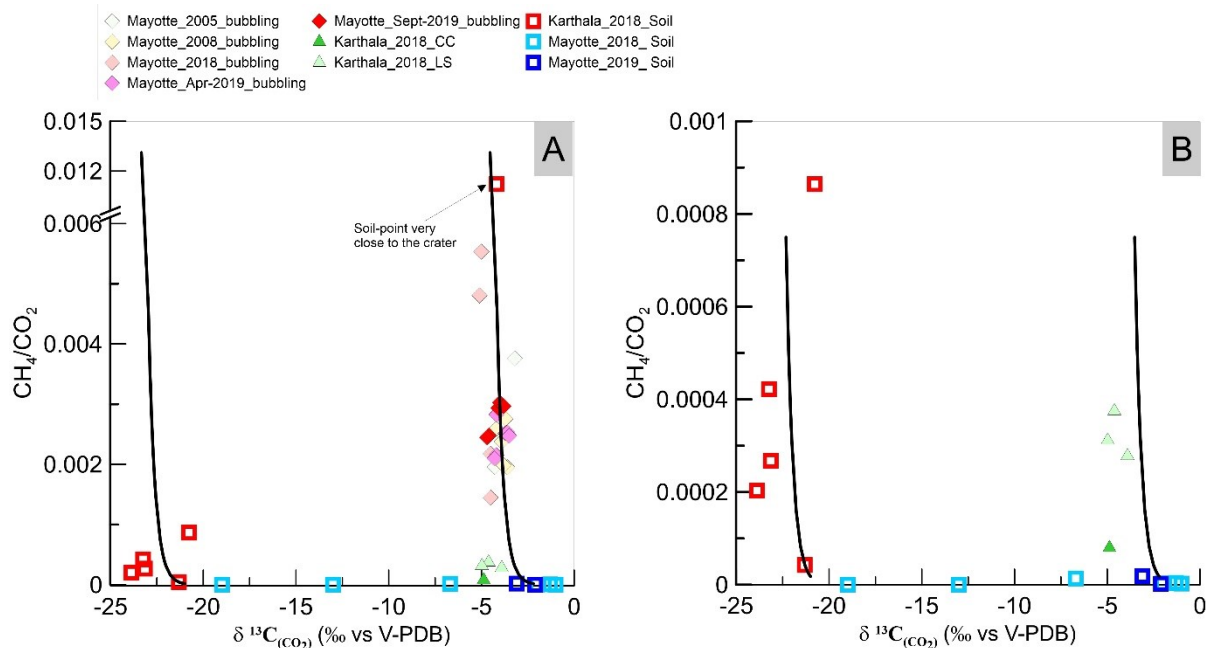 Mayotte_2005_bubbling
Mayotte_2008_bubbling
Mayotte_2018_bubbling
Mayotte_Apr-2019_bubbling
Mayotte_Sept-2019_bubbling
Karthala_2018_CC
Karthala_2018_LS
Karthala_2018_Soil
Mayotte_2018_ Soil
Mayotte_2019_ Soil
A
CH₄/CO₂
0.015
0.012
0.006
0.004
0.002
0
Soil-point very
close to the crater
-25 -20 -15 -10 -5 0
δ ¹³C(CO₂) (‰ vs V-PDB)
B
CH₄/CO₂
0.001
0.0008
0.0006
0.0004
0.0002
0
-25 -20 -15 -10 -5 0
δ ¹³C(CO₂) (‰ vs V-PDB)